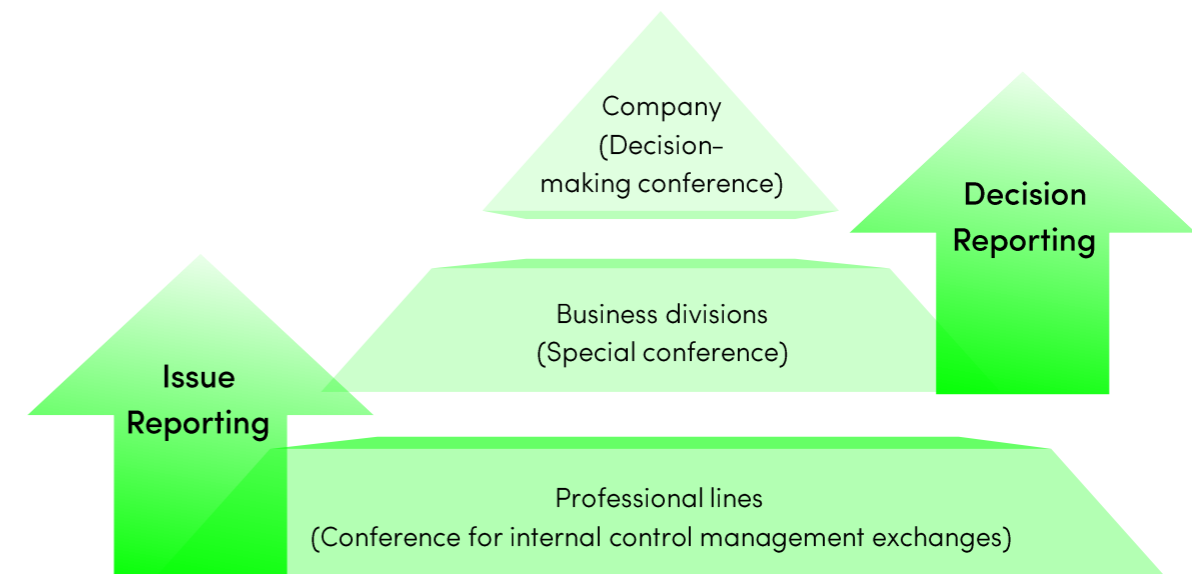 Company
(Decision-
making conference)
Decision
Reporting
Business divisions
(Special conference)
Issue
Reporting
Professional lines
(Conference for internal control management exchanges)